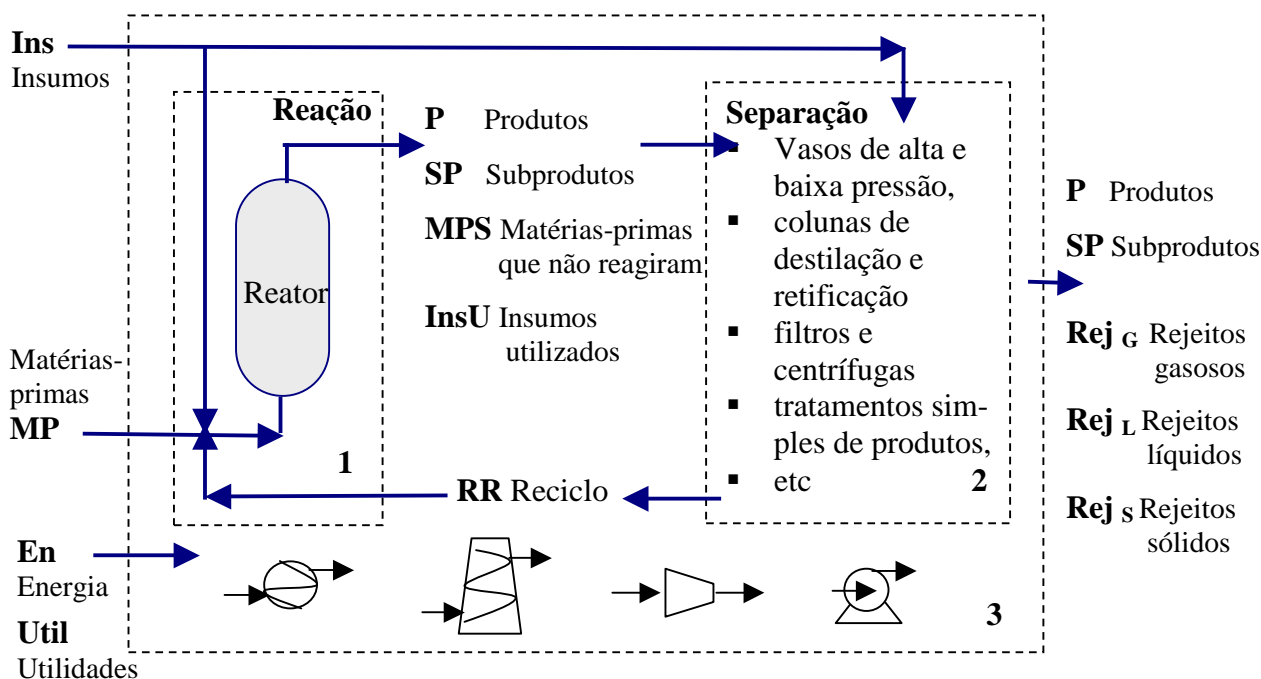 Ins
Insumos
Reação
Reator
Matérias-
primas
MP
1
P Produtos
SP Subprodutos
MPS Matérias-primas
que não reagiram
InsU Insumos
utilizados
RR Reciclo
Separação
▪ Vasos de alta e
baixa pressão,
▪ colunas de
destilação e
retificação
▪ filtros e
centrífugas
▪ tratamentos sim-
ples de produtos,
▪ etc
2
P Produtos
SP Subprodutos
Rej G Rejeitos
gasosos
Rej L Rejeitos
líquidos
Rej S Rejeitos
sólidos
En
Energia
Util
Utilidades
3